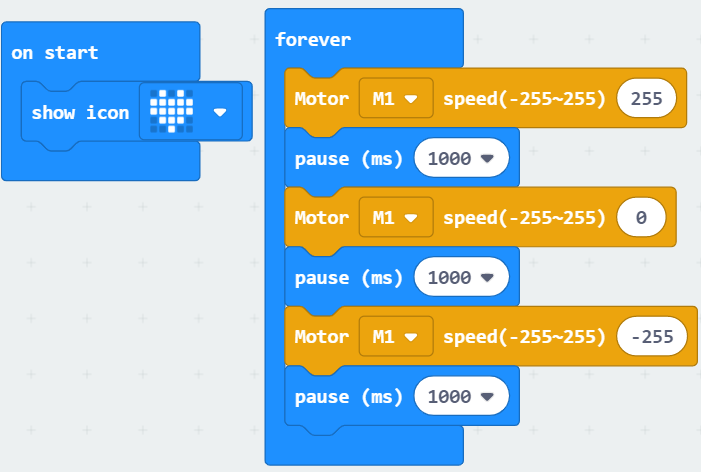 on start
show icon
forever
Motor M1 speed(-255~255) 255
pause (ms) 1000
Motor M1 speed(-255~255) 0
pause (ms) 1000
Motor M1 speed(-255~255) -255
pause (ms) 1000